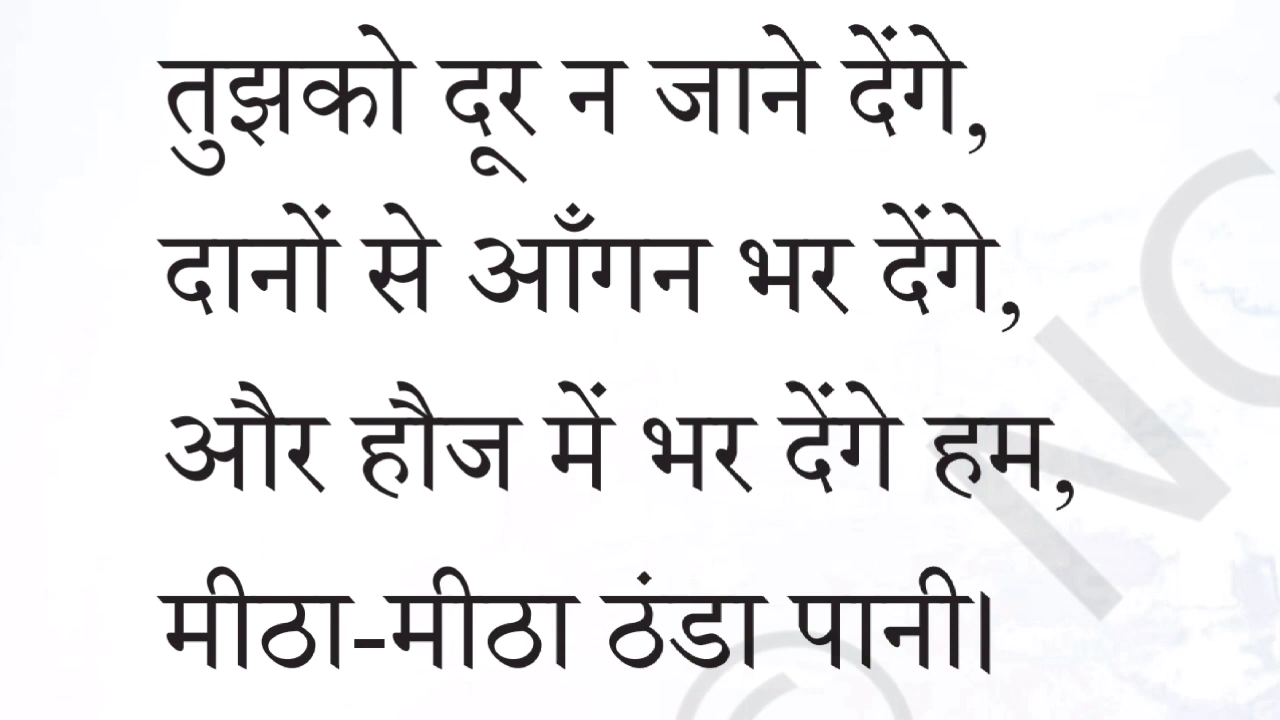 तुझको दूर न जाने देंगे,
दानों से आँगन भर देंगे,
और हौज में भर देंगे हम,
मीठा-मीठा ठंडा पानी।